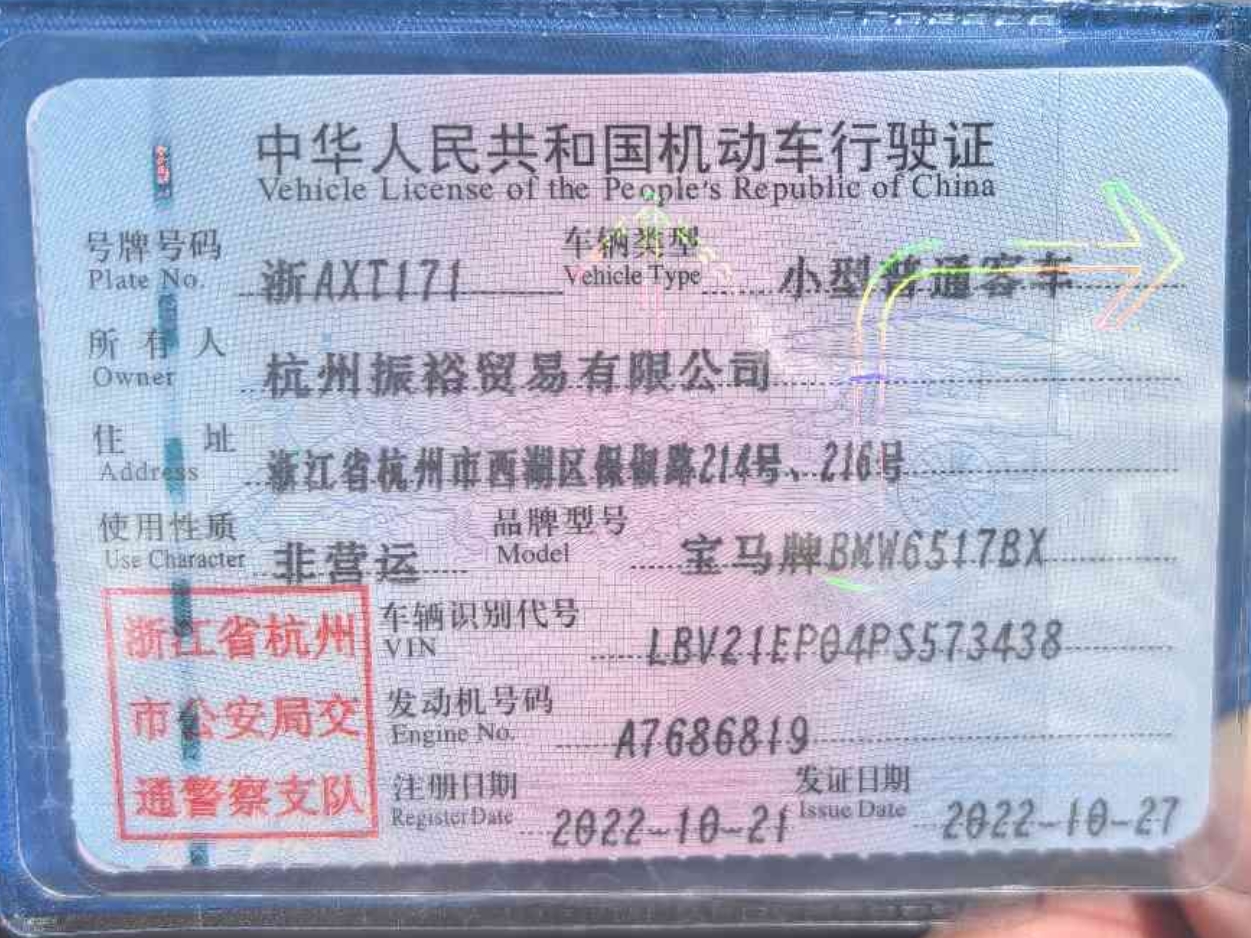 中华人民共和国机动车行驶证
Vehicle License of the People's Republic of China
号牌号码 浙AXT171 车辆类型 小型普通客车
Plate No. Vehicle Type
所有人 杭州振裕贸易有限公司
Owner
住址 浙江省杭州市西湖区保俶路214号、216号
Address
使用性质 非营运 品牌型号 宝马牌BMW6517BX
Use Character Model
浙江省杭州
市公安局交
通警察支队
车辆识别代号 LBV21EP04PS573438
VIN
发动机号码 A7686819
Engine No.
注册日期 2022-10-21 发证日期 2022-10-27
Register Date Issue Date